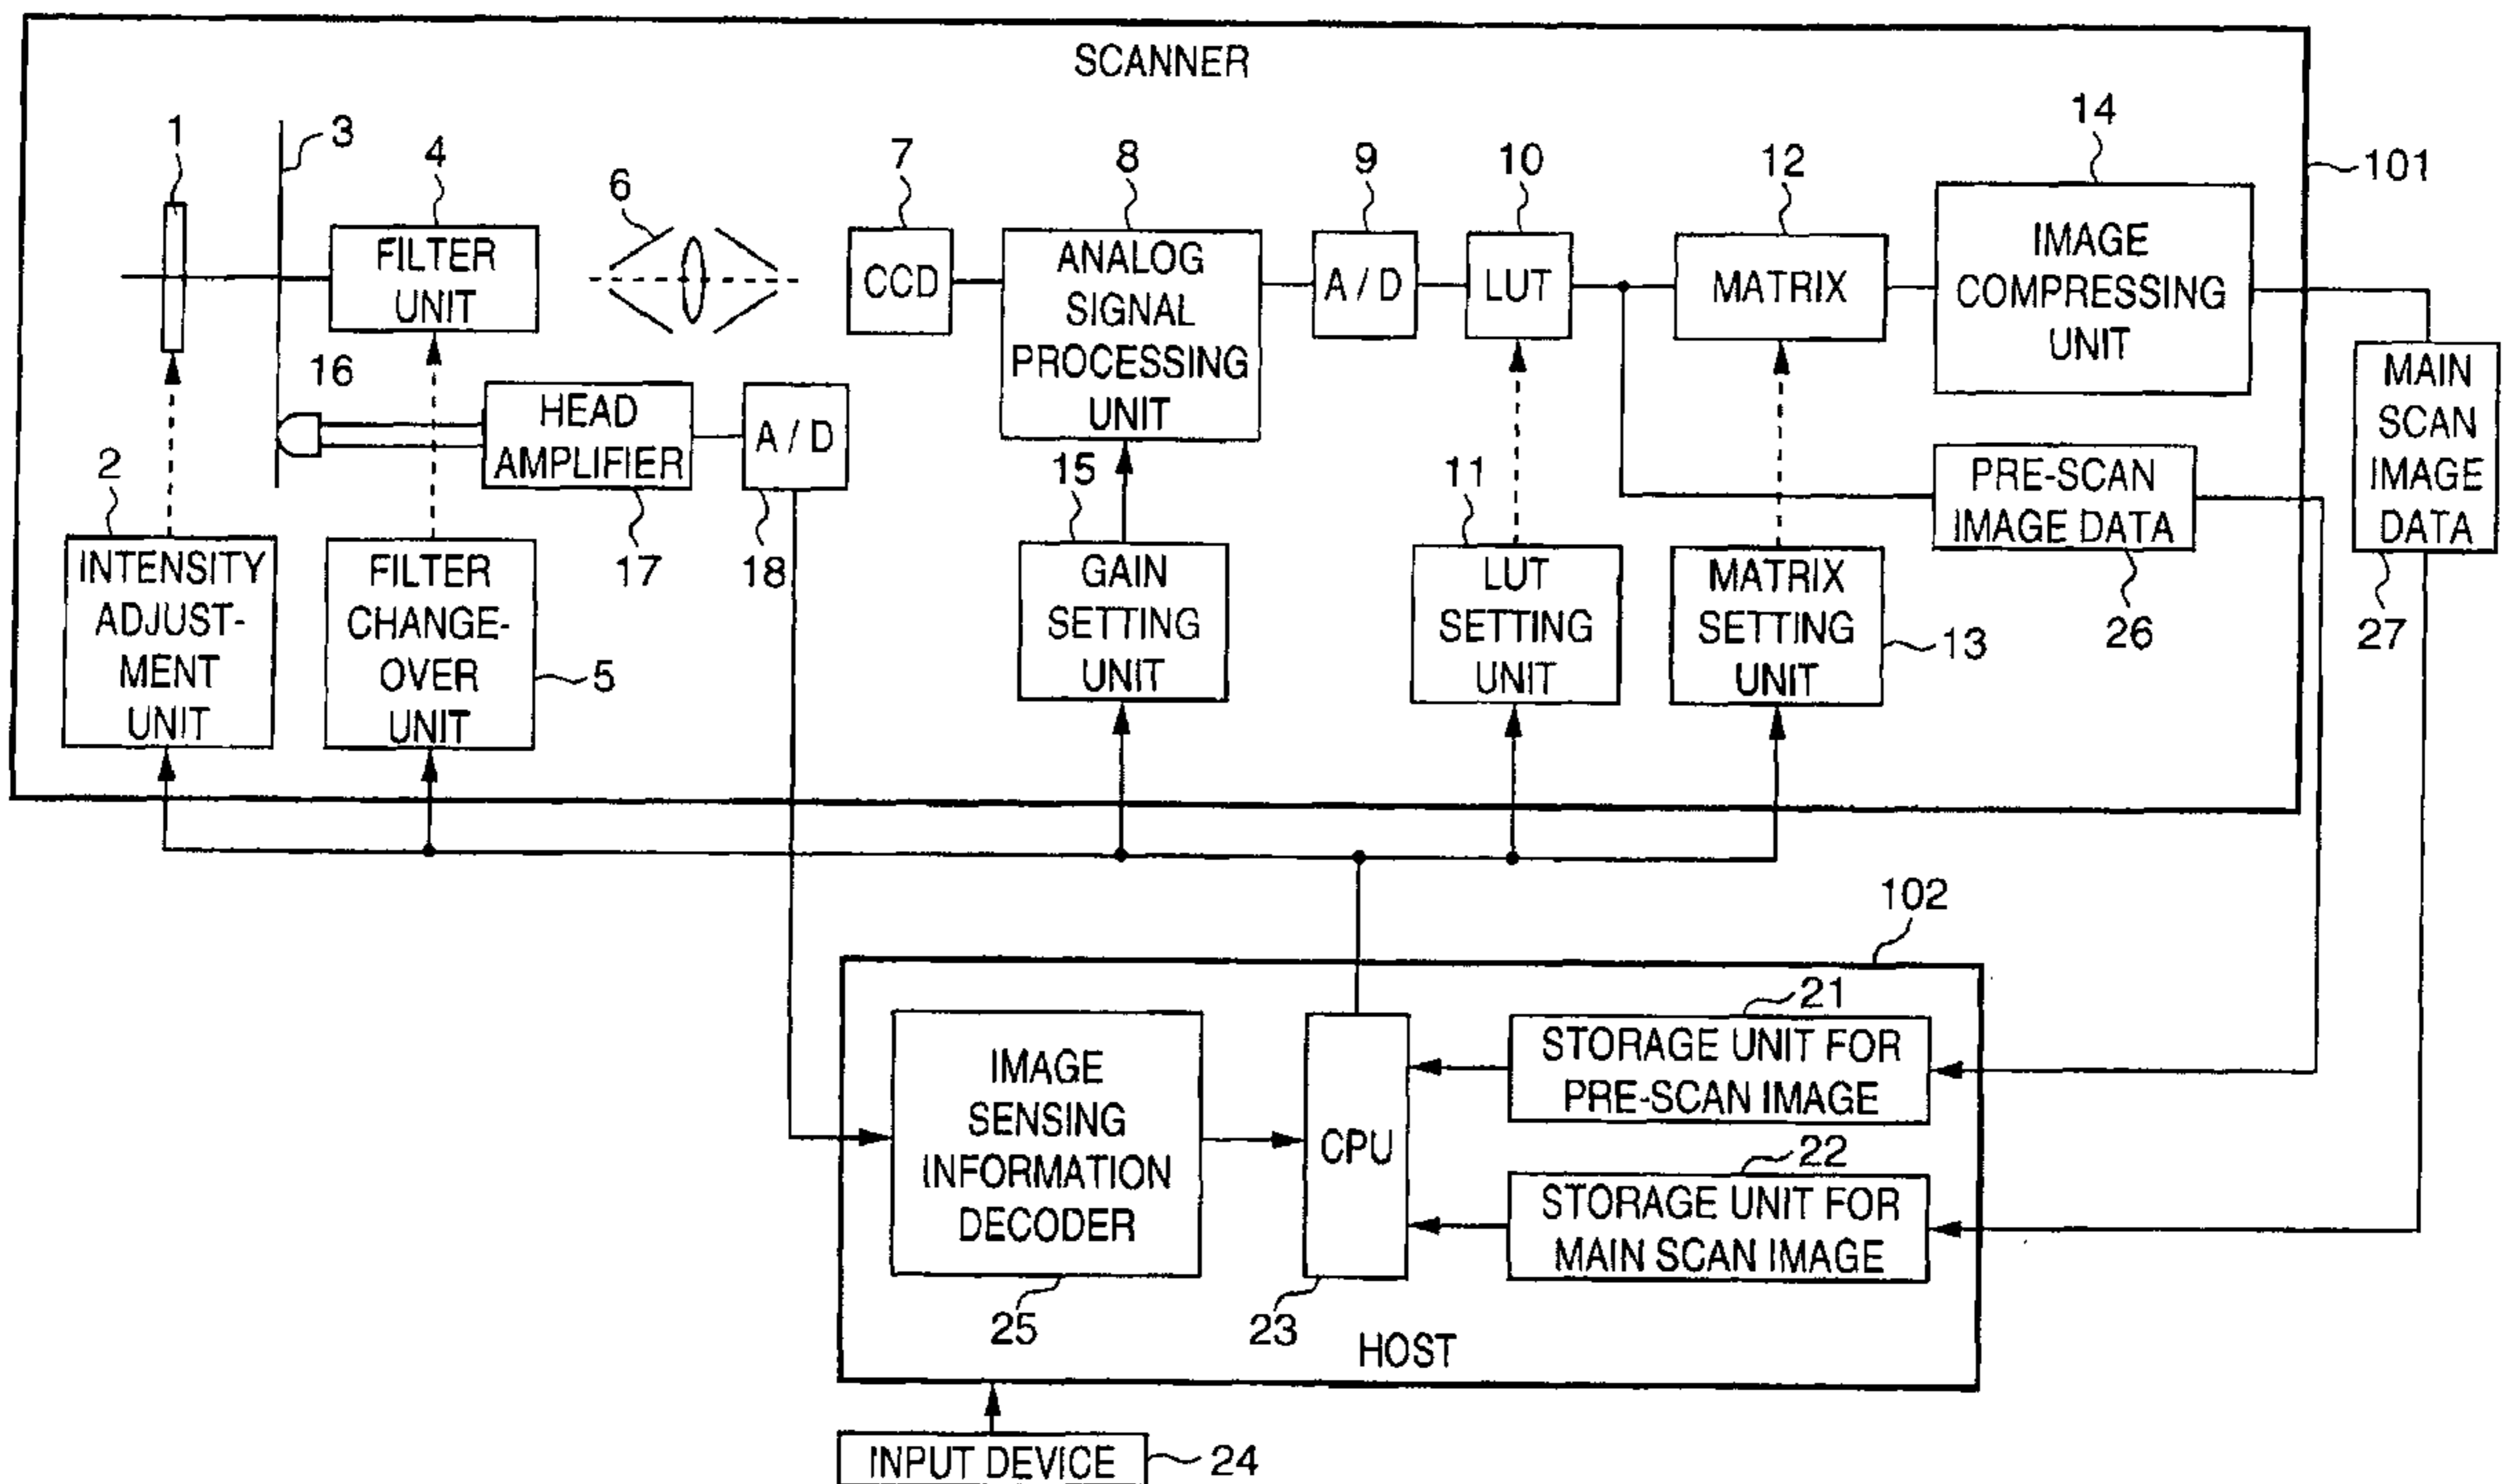 SCANNER
1
3
4
6
7
8
9
10
12
14
101
FILTER
UNIT
CCD
ANALOG
SIGNAL
PROCESSING
UNIT
A / D
LUT
MATRIX
IMAGE
COMPRESSING
UNIT
16
HEAD
AMPLIFIER
17
A / D
18
2
INTENSITY
ADJUST-
MENT
UNIT
FILTER
CHANGE-
OVER
UNIT
5
15
GAIN
SETTING
UNIT
11
LUT
SETTING
UNIT
MATRIX
SETTING
UNIT
13
PRE-SCAN
IMAGE DATA
26
MAIN
SCAN
IMAGE
DATA
27
102
IMAGE
SENSING
INFORMATION
DECODER
25
CPU
23
21
STORAGE UNIT FOR
PRE-SCAN IMAGE
22
STORAGE UNIT FOR
MAIN SCAN IMAGE
HOST
INPUT DEVICE
24